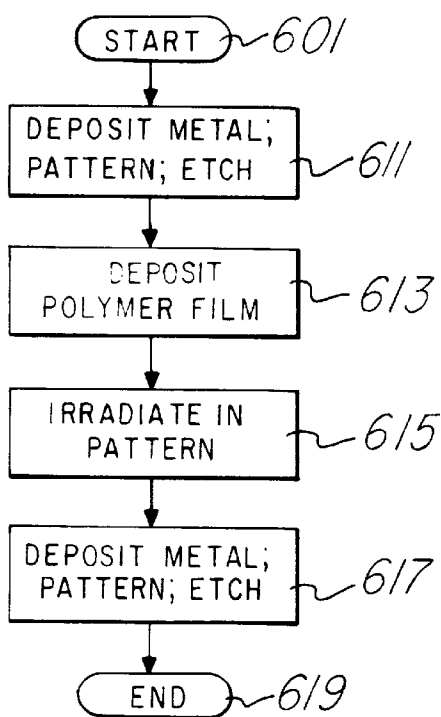 START 601
DEPOSIT METAL;
PATTERN; ETCH 611
DEPOSIT
POLYMER FILM 613
IRRADIATE IN
PATTERN 615
DEPOSIT METAL;
PATTERN; ETCH 617
END 619